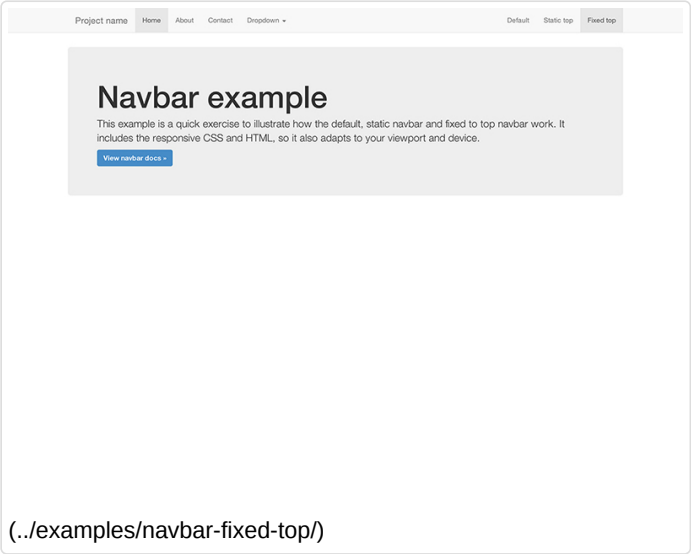 Project name Home About Contact Dropdown Default Static top Fixed top
Navbar example
This example is a quick exercise to illustrate how the default, static navbar and fixed to top navbar work. It
includes the responsive CSS and HTML, so it also adapts to your viewport and device.
View navbar docs »
(../examples/navbar-fixed-top/)